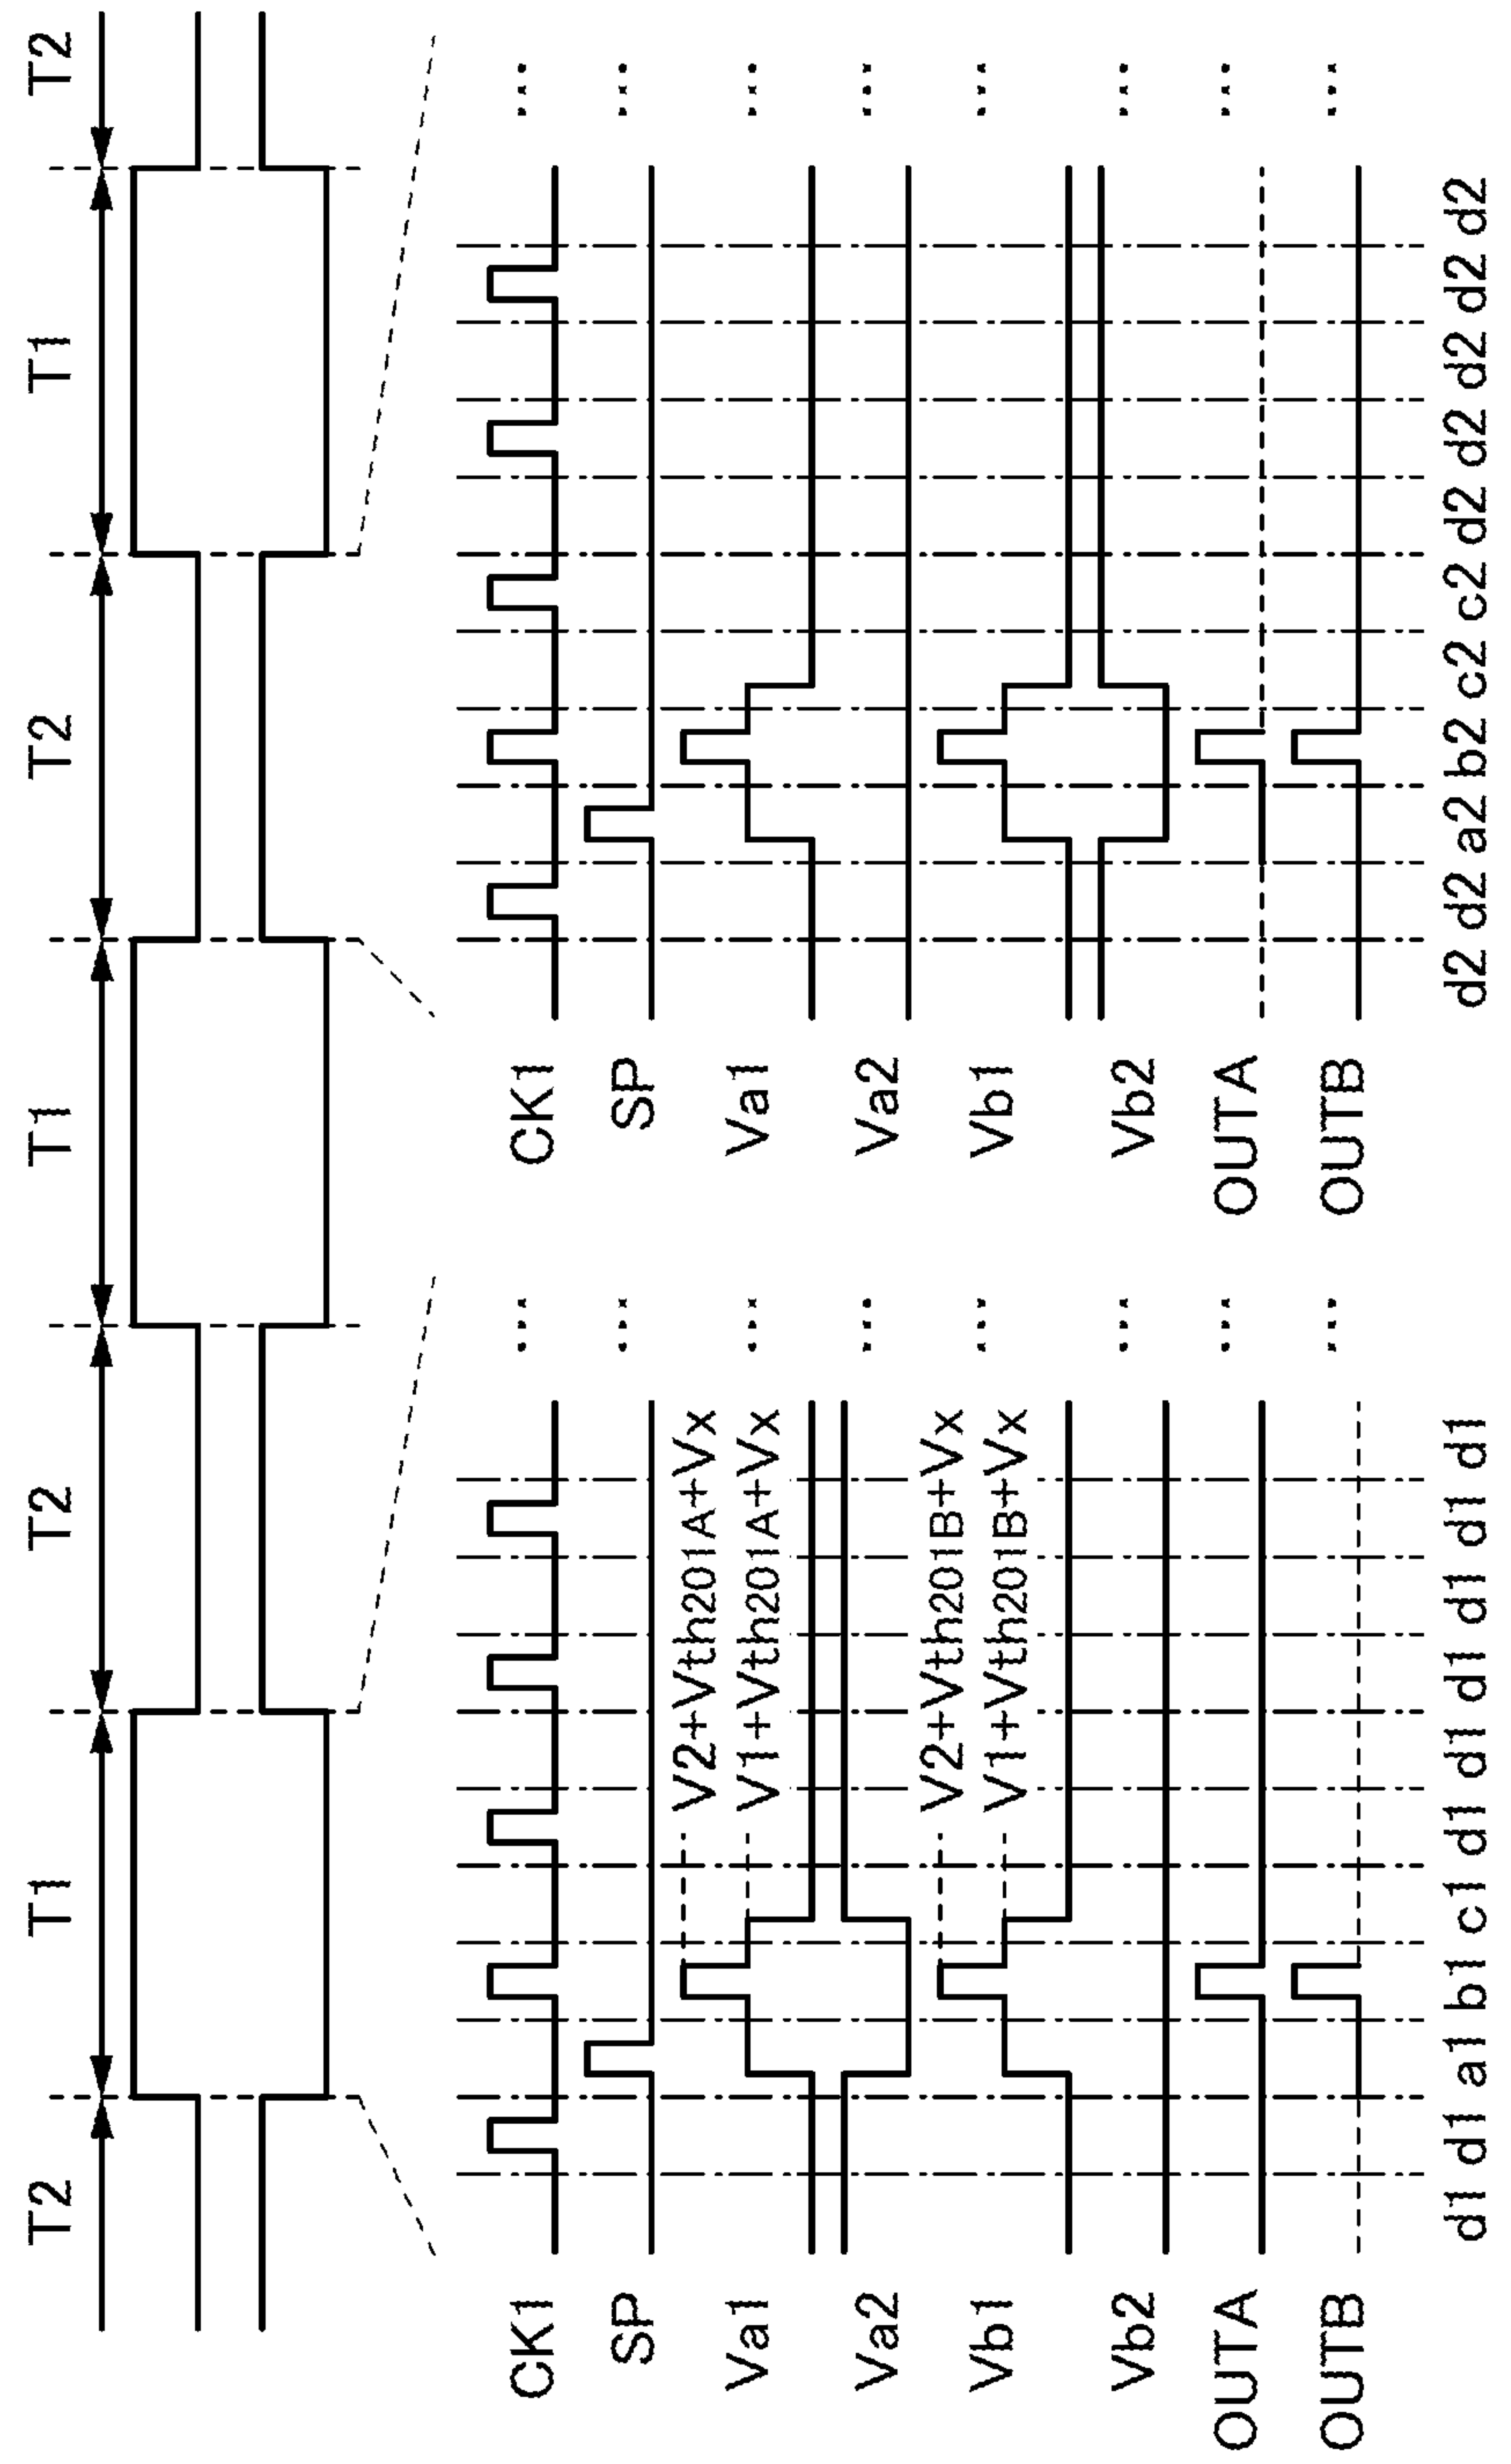 T2 T1 T2 T1 T2 T1 T2
CK1 ...
SP ...
Va1 ...
V2+Vth201A+Vx
V1+Vth201A+Vx
Va2 ...
Vb1 ...
V2+Vth201B+Vx
V1+Vth201B+Vx
Vb2 ...
OUTA ...
OUTB ...
d1 d1 a1 b1 c1 d1 d1 d1 d1 d1 d1
CK1 ...
SP ...
Va1 ...
Va2 ...
Vb1 ...
Vb2 ...
OUTA ...
OUTB ...
d2 d2 a2 b2 c2 c2 d2 d2 d2 d2 d2